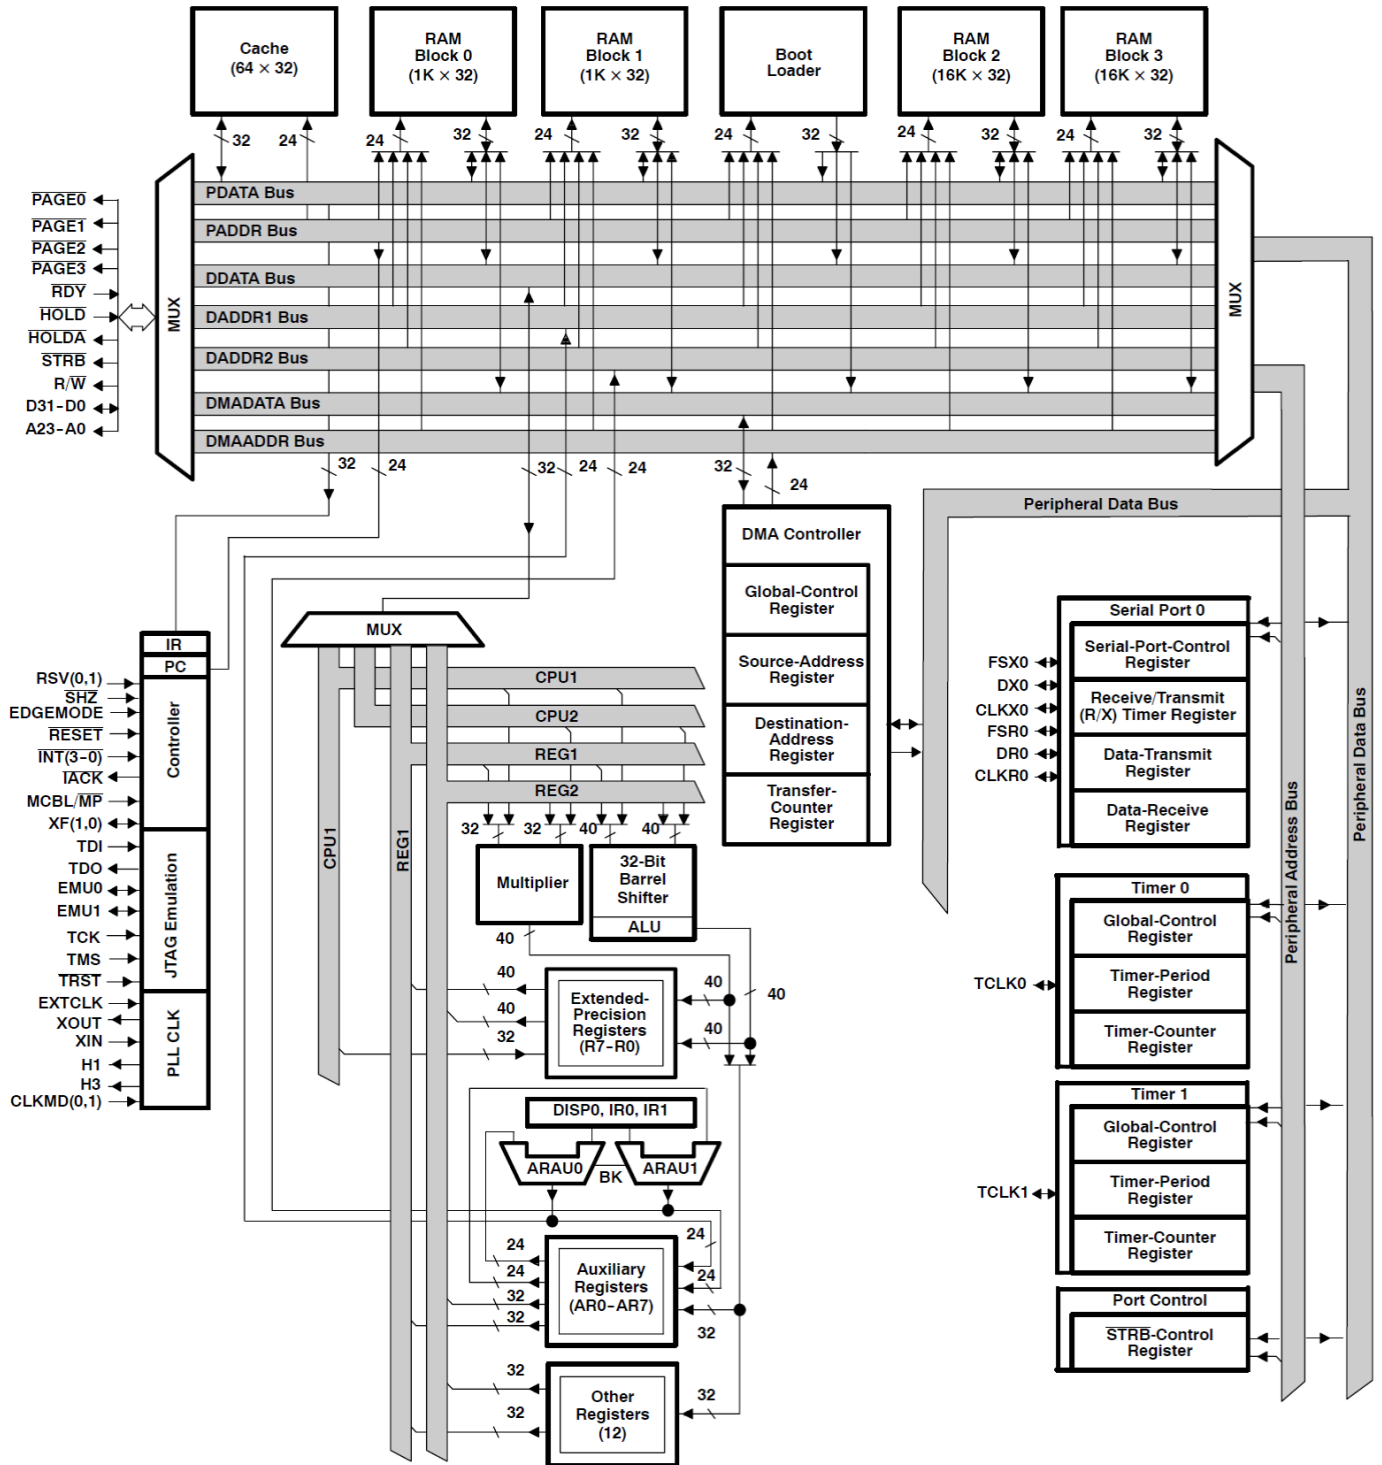 Cache
(64 × 32)
RAM
Block 0
(1K × 32)
RAM
Block 1
(1K × 32)
Boot
Loader
RAM
Block 2
(16K × 32)
RAM
Block 3
(16K × 32)
32
24
24
32
24
32
24
32
24
32
24
32
MUX
PDATA Bus
PADDR Bus
DDATA Bus
DADDR1 Bus
DADDR2 Bus
DMADATA Bus
DMAADDR Bus
MUX
PAGE0
PAGE1
PAGE2
PAGE3
RDY
HOLD
HOLDA
STRB
R/W
D31-D0
A23-A0
32
24
32
24
24
32
24
IR
PC
Controller
JTAG Emulation
PLL CLK
RSV(0,1)
SHZ
EDGEMODE
RESET
INT(3-0)
IACK
MCBL/MP
XF(1,0)
TDI
TDO
EMU0
EMU1
TCK
TMS
TRST
EXTCLK
XOUT
XIN
H1
H3
CLKMD(0,1)
MUX
CPU1
CPU2
REG1
REG2
CPU1
REG1
32
32
40
40
Multiplier
32-Bit
Barrel
Shifter
ALU
40
40
40
40
32
Extended-
Precision
Registers
(R7-R0)
40
40
40
DISP0, IR0, IR1
ARAU0
BK
ARAU1
24
24
32
32
Auxiliary
Registers
(AR0-AR7)
24
24
32
32
32
Other
Registers
(12)
32
DMA Controller
Global-Control
Register
Source-Address
Register
Destination-
Address
Register
Transfer-
Counter
Register
Peripheral Data Bus
Peripheral Address Bus
Peripheral Data Bus
Serial Port 0
Serial-Port-Control
Register
Receive/Transmit
(R/X) Timer Register
Data-Transmit
Register
Data-Receive
Register
FSX0
DX0
CLKX0
FSR0
DR0
CLKR0
Timer 0
Global-Control
Register
Timer-Period
Register
Timer-Counter
Register
TCLK0
Timer 1
Global-Control
Register
Timer-Period
Register
Timer-Counter
Register
TCLK1
Port Control
STRB-Control
Register